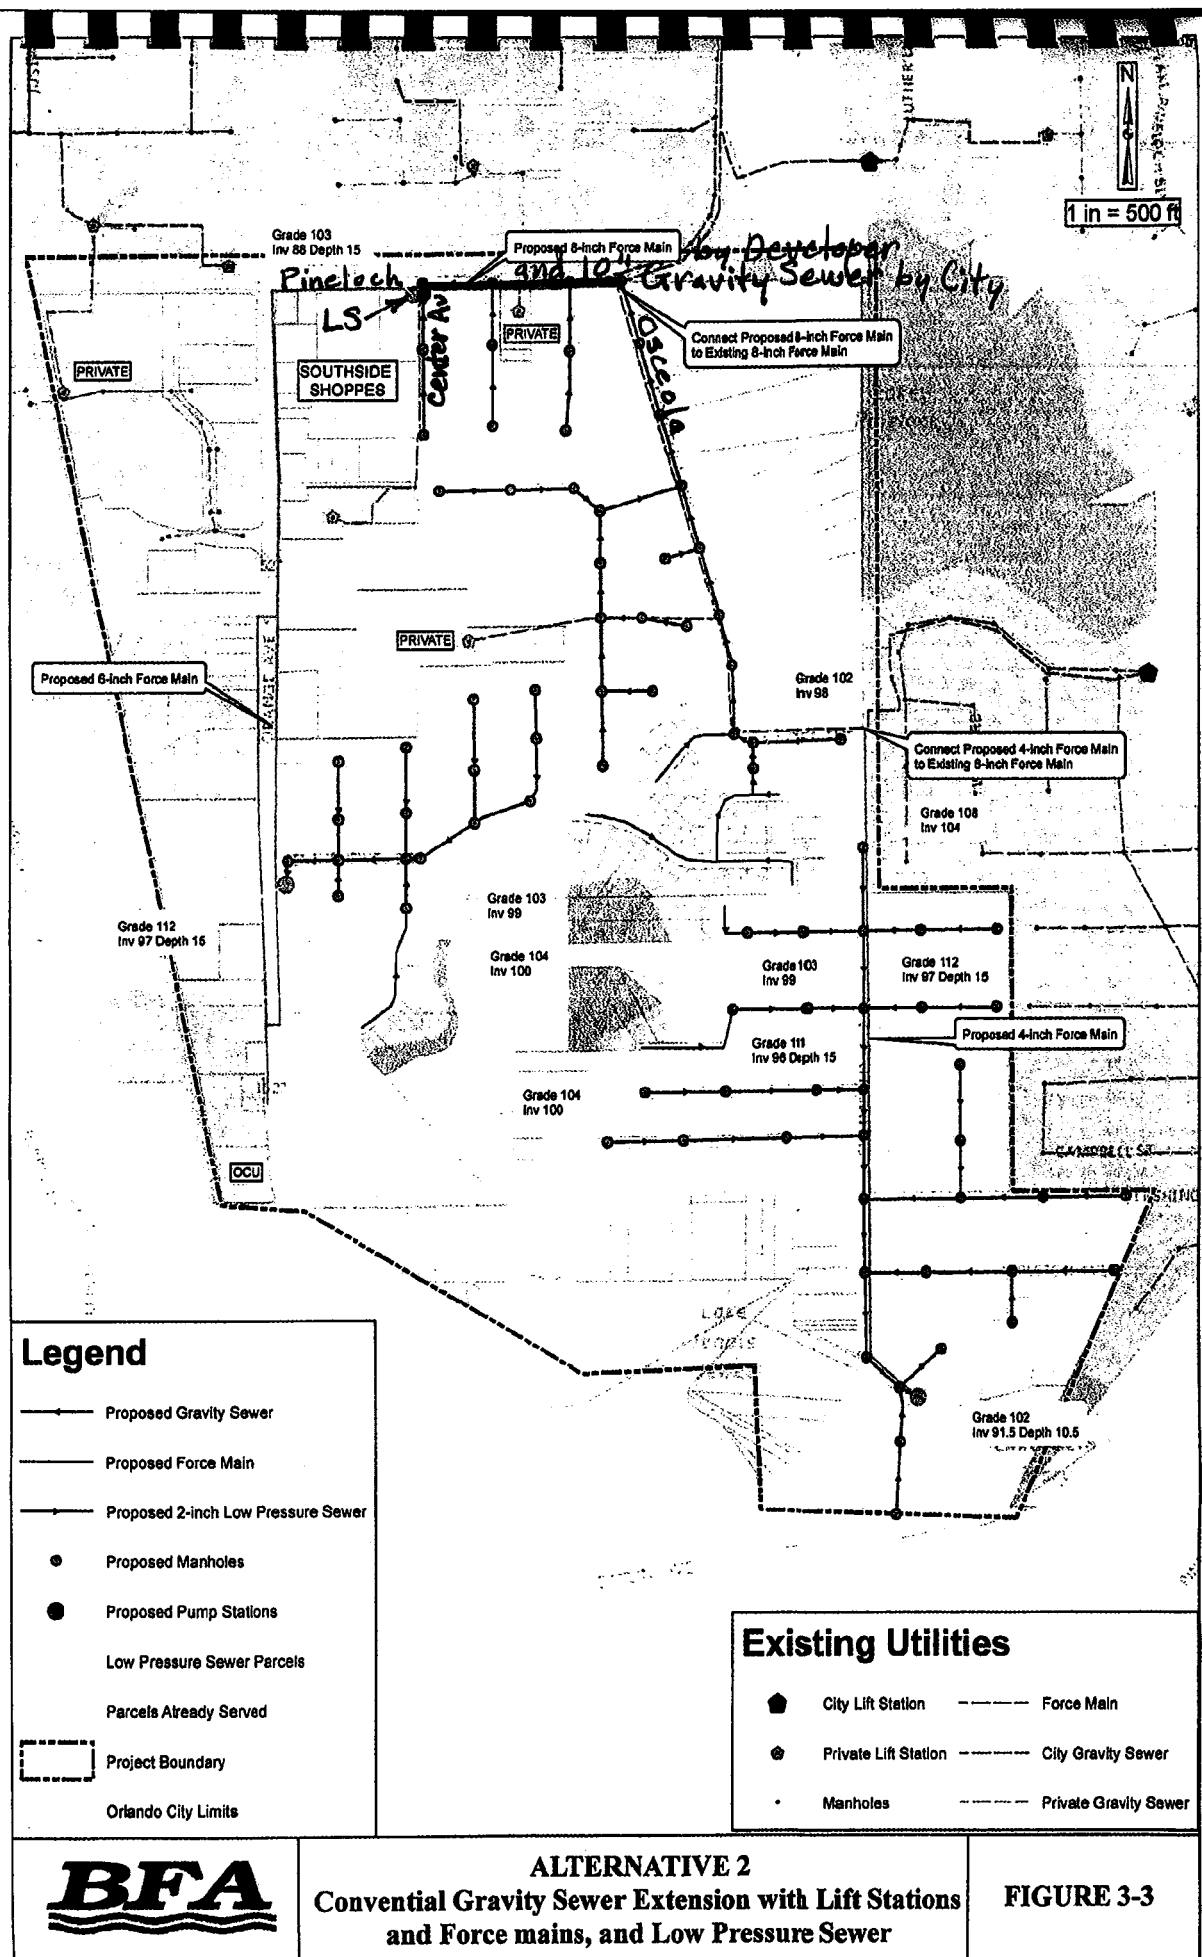 N
1 in = 500 ft
Grade 103
Inv 88 Depth 15
Proposed 8-inch Force Main
by Developer
Pineloch
and 10" Gravity Sewer by City
LS
Center Av
Osceola
PRIVATE
Connect Proposed 8-inch Force Main
to Existing 8-inch Force Main
PRIVATE
SOUTHSIDE
SHOPPES
PRIVATE
ORANGE AVE
Proposed 6-inch Force Main
Grade 102
Inv 98
Connect Proposed 4-inch Force Main
to Existing 6-inch Force Main
Grade 108
Inv 104
Grade 103
Inv 99
Grade 112
Inv 97 Depth 15
Grade 104
Inv 100
Grade 103
Inv 99
Grade 112
Inv 97 Depth 15
Proposed 4-inch Force Main
Grade 111
Inv 96 Depth 15
Grade 104
Inv 100
CAMPBELL ST
OCU
LAKE
Grade 102
Inv 91.5 Depth 10.5
Legend
Proposed Gravity Sewer
Proposed Force Main
Proposed 2-inch Low Pressure Sewer
Proposed Manholes
Proposed Pump Stations
Low Pressure Sewer Parcels
Parcels Already Served
Project Boundary
Orlando City Limits
Existing Utilities
City Lift Station
Force Main
Private Lift Station
City Gravity Sewer
Manholes
Private Gravity Sewer
BFA
ALTERNATIVE 2
Convential Gravity Sewer Extension with Lift Stations
and Force mains, and Low Pressure Sewer
FIGURE 3-3